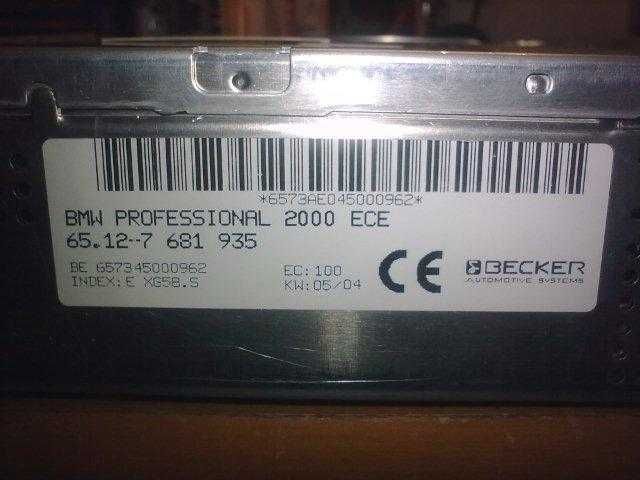 *6573AE045000962*
BMW PROFESSIONAL 2000 ECE
65.12--7 681 935
BE 657345000962
INDEX: E XG58.S
EC: 100
KW: 05/04
CE
BECKER
AUTOMOTIVE SYSTEMS